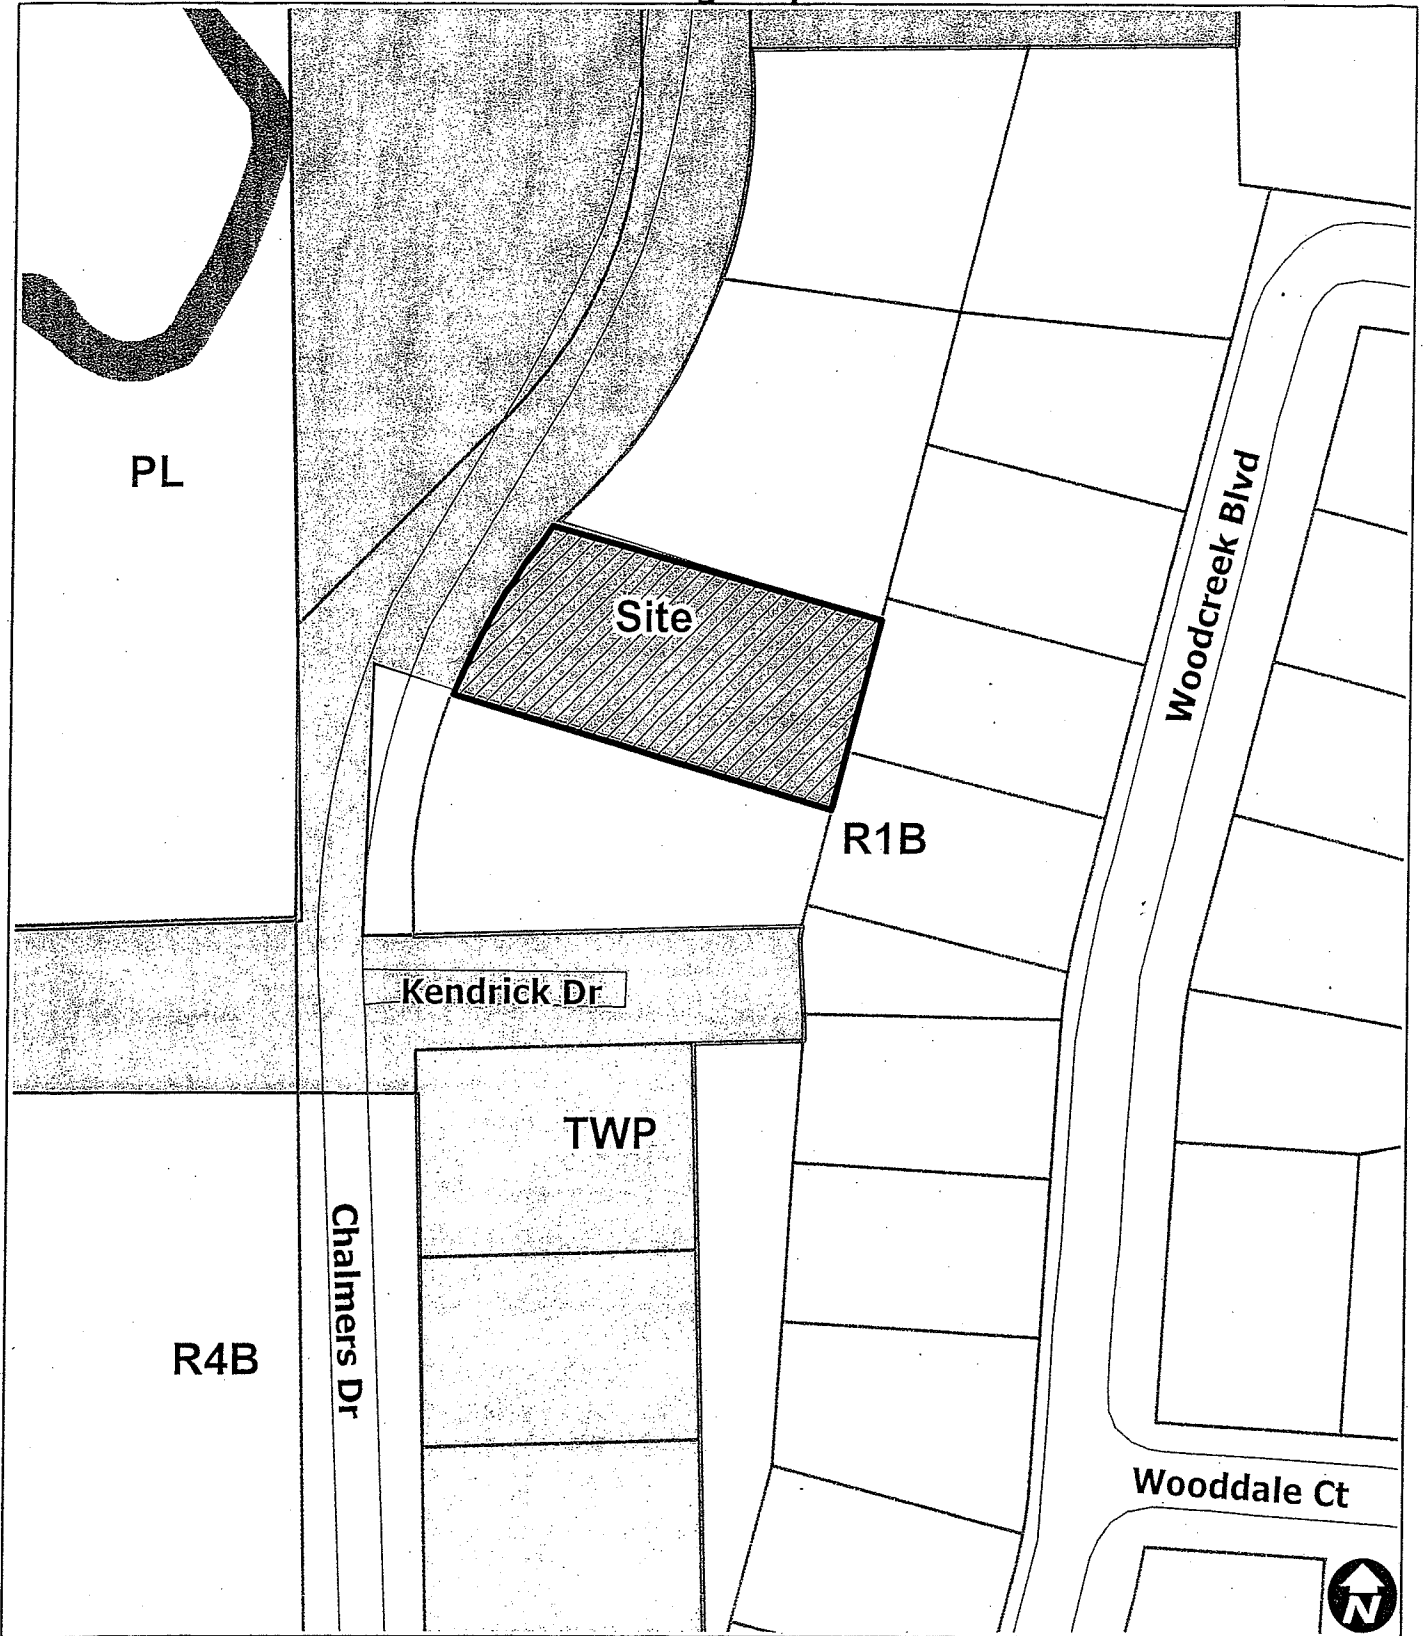 PL
Site
Woodcreek Blvd
R1B
Kendrick Dr
TWP
Chalmers Dr
R4B
Wooddale Ct
N